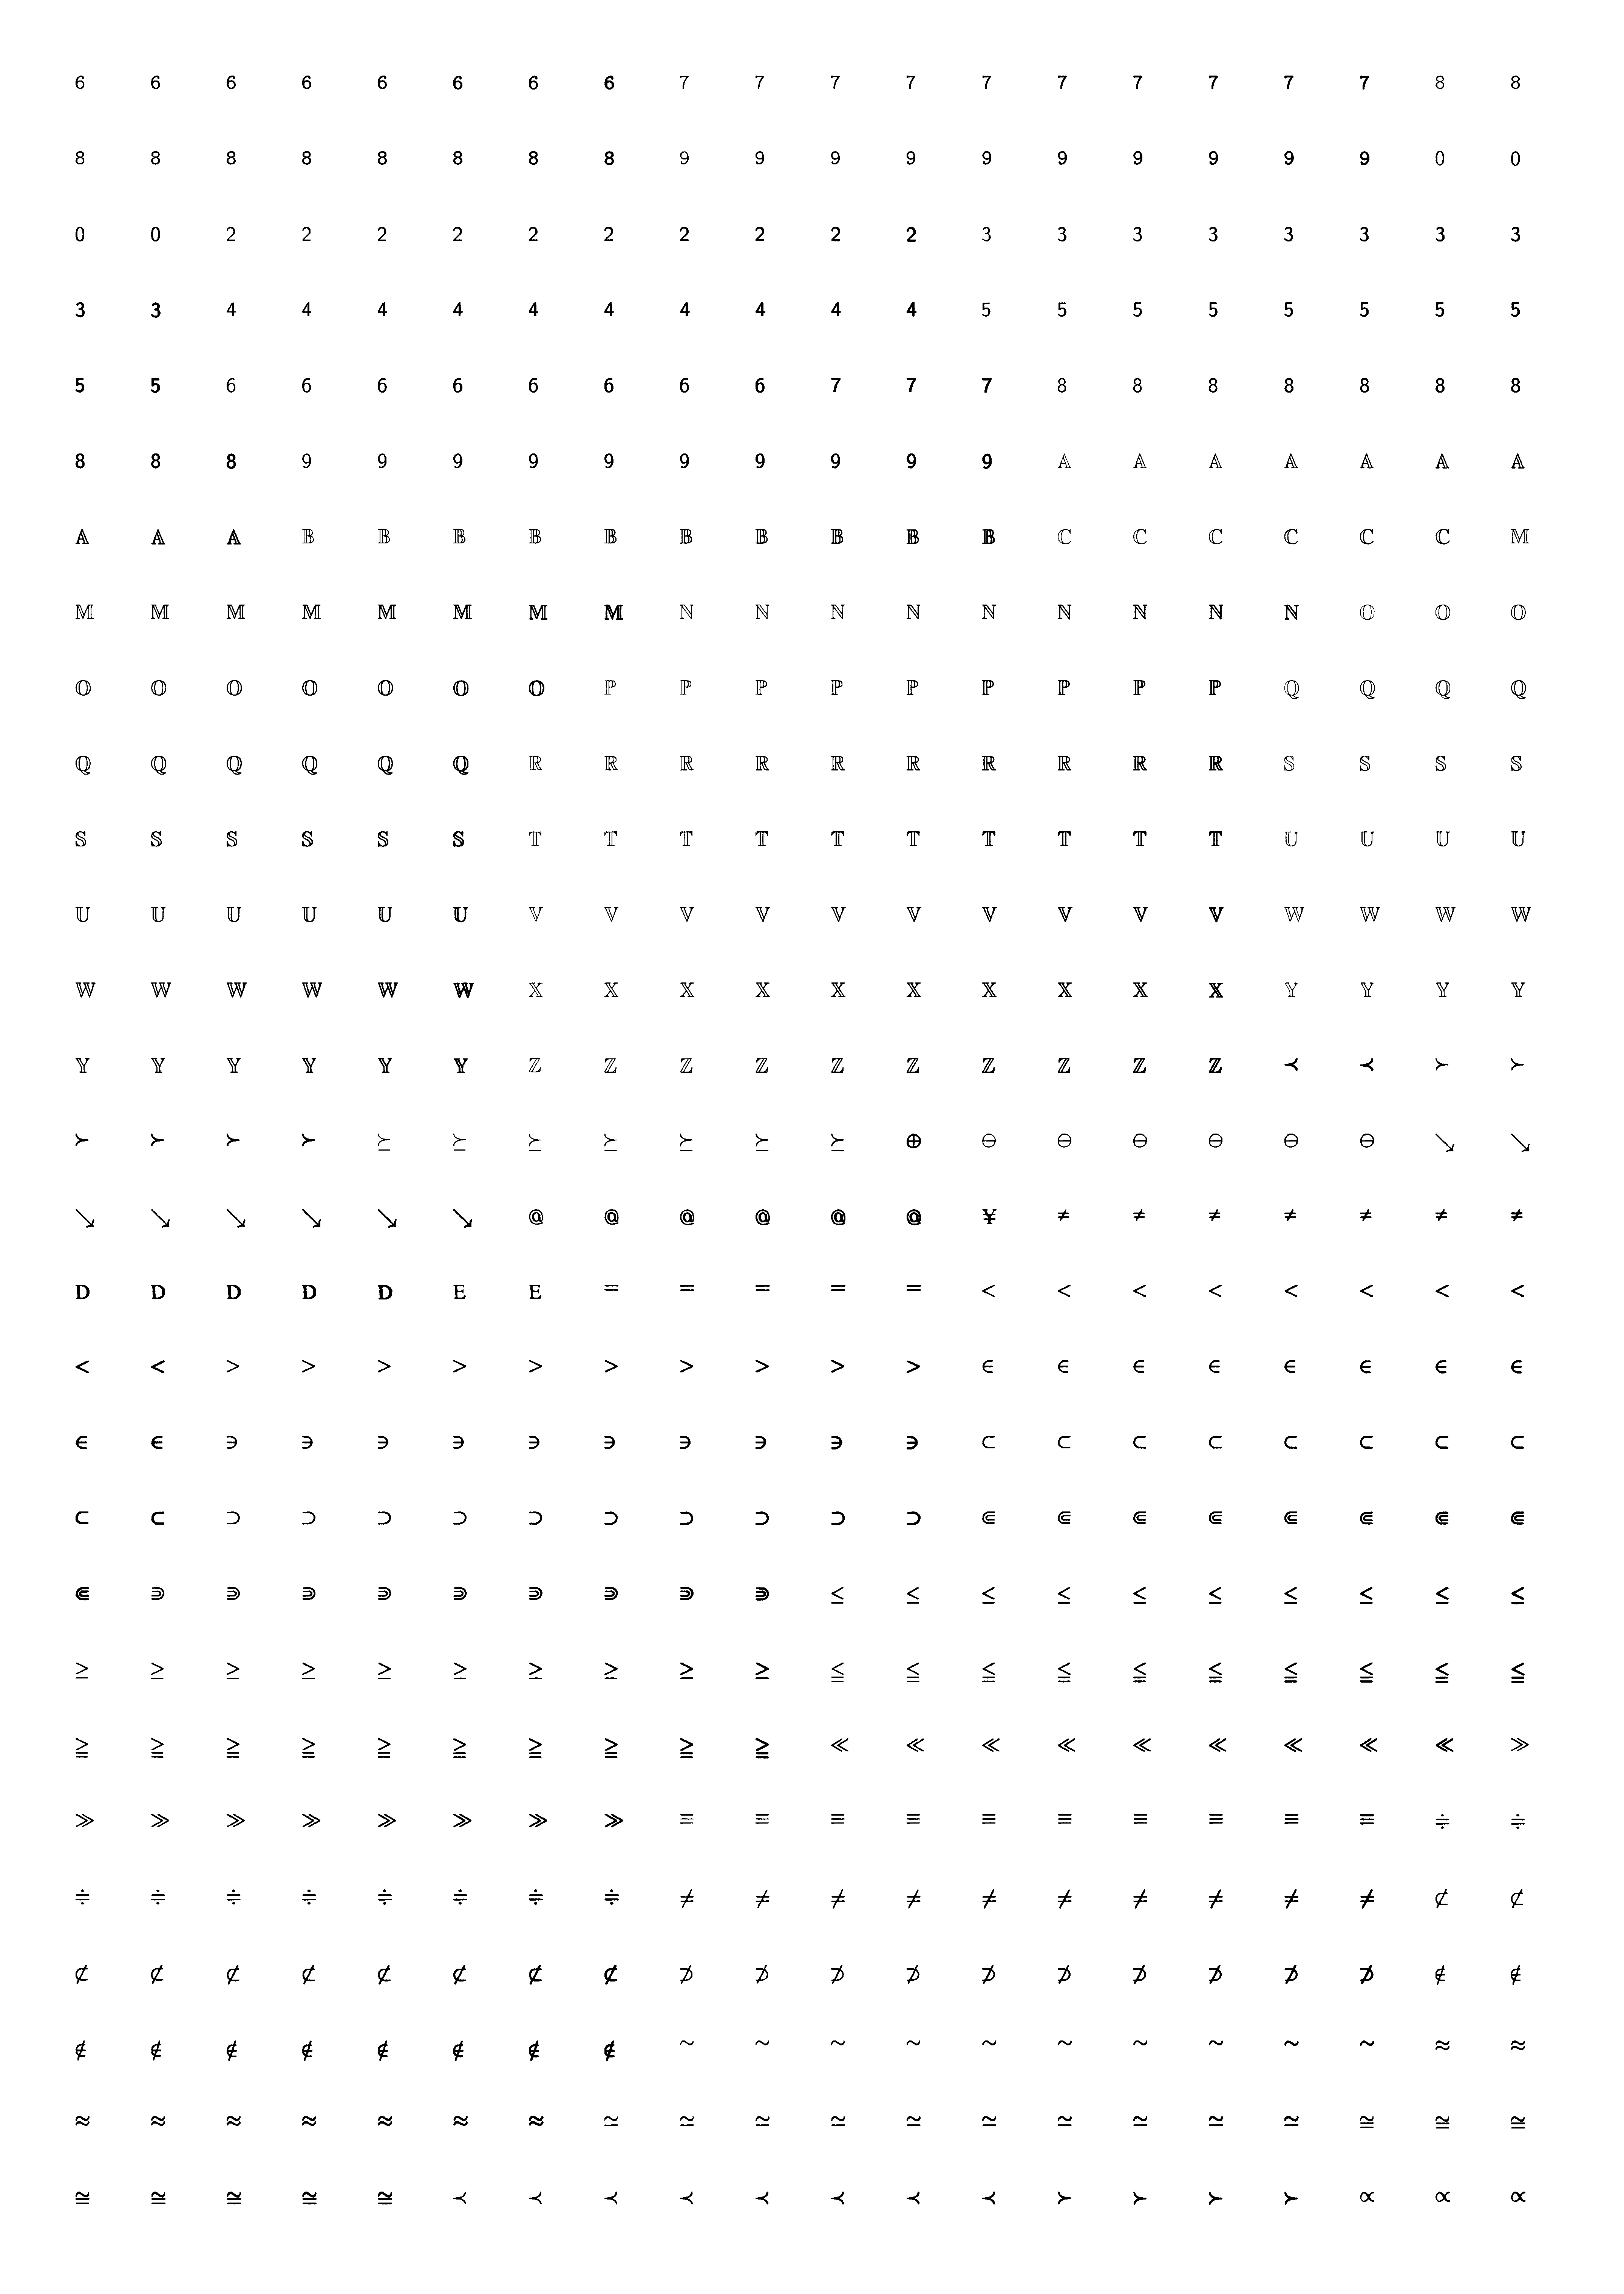 6 6 6 6 6 6 6 6 7 7 7 7 7 7 7 7 7 7 8 8
8 8 8 8 8 8 8 8 9 9 9 9 9 9 9 9 9 9 0 0
0 0 2 2 2 2 2 2 2 2 2 2 3 3 3 3 3 3 3 3
3 3 4 4 4 4 4 4 4 4 4 4 5 5 5 5 5 5 5 5
5 5 6 6 6 6 6 6 6 6 7 7 7 8 8 8 8 8 8 8
8 8 8 9 9 9 9 9 9 9 9 9 9 𝔸 𝔸 𝔸 𝔸 𝔸 𝔸 𝔸
𝔸 𝔸 𝔸 𝔹 𝔹 𝔹 𝔹 𝔹 𝔹 𝔹 𝔹 𝔹 𝔹 ℂ ℂ ℂ ℂ ℂ ℂ 𝕄
𝕄 𝕄 𝕄 𝕄 𝕄 𝕄 𝕄 𝕄 ℕ ℕ ℕ ℕ ℕ ℕ ℕ ℕ ℕ 𝕆 𝕆 𝕆
𝕆 𝕆 𝕆 𝕆 𝕆 𝕆 𝕆 ℙ ℙ ℙ ℙ ℙ ℙ ℙ ℙ ℙ ℚ ℚ ℚ ℚ
ℚ ℚ ℚ ℚ ℚ ℚ ℝ ℝ ℝ ℝ ℝ ℝ ℝ ℝ ℝ ℝ 𝕊 𝕊 𝕊 𝕊
𝕊 𝕊 𝕊 𝕊 𝕊 𝕊 𝕋 𝕋 𝕋 𝕋 𝕋 𝕋 𝕋 𝕋 𝕋 𝕋 𝕌 𝕌 𝕌 𝕌
𝕌 𝕌 𝕌 𝕌 𝕌 𝕌 𝕍 𝕍 𝕍 𝕍 𝕍 𝕍 𝕍 𝕍 𝕍 𝕍 𝕎 𝕎 𝕎 𝕎
𝕎 𝕎 𝕎 𝕎 𝕎 𝕎 𝕏 𝕏 𝕏 𝕏 𝕏 𝕏 𝕏 𝕏 𝕏 𝕏 𝕐 𝕐 𝕐 𝕐
𝕐 𝕐 𝕐 𝕐 𝕐 𝕐 ℤ ℤ ℤ ℤ ℤ ℤ ℤ ℤ ℤ ℤ ≺ ≺ ≻ ≻
≻ ≻ ≻ ≻ ⪰ ⪰ ⪰ ⪰ ⪰ ⪰ ⪰ ⊕ ⊖ ⊖ ⊖ ⊖ ⊖ ⊖ ↘ ↘
↘ ↘ ↘ ↘ ↘ ↘ @ @ @ @ @ @ ¥ ≠ ≠ ≠ ≠ ≠ ≠ ≠
D D D D D E E = = = = = < < < < < < < <
< < > > > > > > > > > > ∈ ∈ ∈ ∈ ∈ ∈ ∈ ∈
∈ ∈ ∋ ∋ ∋ ∋ ∋ ∋ ∋ ∋ ∋ ∋ ⊂ ⊂ ⊂ ⊂ ⊂ ⊂ ⊂ ⊂
⊂ ⊂ ⊃ ⊃ ⊃ ⊃ ⊃ ⊃ ⊃ ⊃ ⊃ ⊃ ⋐ ⋐ ⋐ ⋐ ⋐ ⋐ ⋐ ⋐
⋐ ⋑ ⋑ ⋑ ⋑ ⋑ ⋑ ⋑ ⋑ ⋑ ≤ ≤ ≤ ≤ ≤ ≤ ≤ ≤ ≤ ≤
≥ ≥ ≥ ≥ ≥ ≥ ≥ ≥ ≥ ≥ ≦ ≦ ≦ ≦ ≦ ≦ ≦ ≦ ≦ ≦
≧ ≧ ≧ ≧ ≧ ≧ ≧ ≧ ≧ ≧ ≪ ≪ ≪ ≪ ≪ ≪ ≪ ≪ ≪ ≫
≫ ≫ ≫ ≫ ≫ ≫ ≫ ≫ ≡ ≡ ≡ ≡ ≡ ≡ ≡ ≡ ≡ ≡ ≑ ≑
≑ ≑ ≑ ≑ ≑ ≑ ≑ ≑ ≠ ≠ ≠ ≠ ≠ ≠ ≠ ≠ ≠ ≠ ⊄ ⊄
⊄ ⊄ ⊄ ⊄ ⊄ ⊄ ⊄ ⊄ ⊅ ⊅ ⊅ ⊅ ⊅ ⊅ ⊅ ⊅ ⊅ ⊅ ∉ ∉
∉ ∉ ∉ ∉ ∉ ∉ ∉ ∉ ∼ ∼ ∼ ∼ ∼ ∼ ∼ ∼ ∼ ∼ ≈ ≈
≈ ≈ ≈ ≈ ≈ ≈ ≈ ≃ ≃ ≃ ≃ ≃ ≃ ≃ ≃ ≃ ≃ ≅ ≅ ≅
≅ ≅ ≅ ≅ ≅ ≺ ≺ ≺ ≺ ≺ ≺ ≺ ≺ ≻ ≻ ≻ ≻ ∝ ∝ ∝